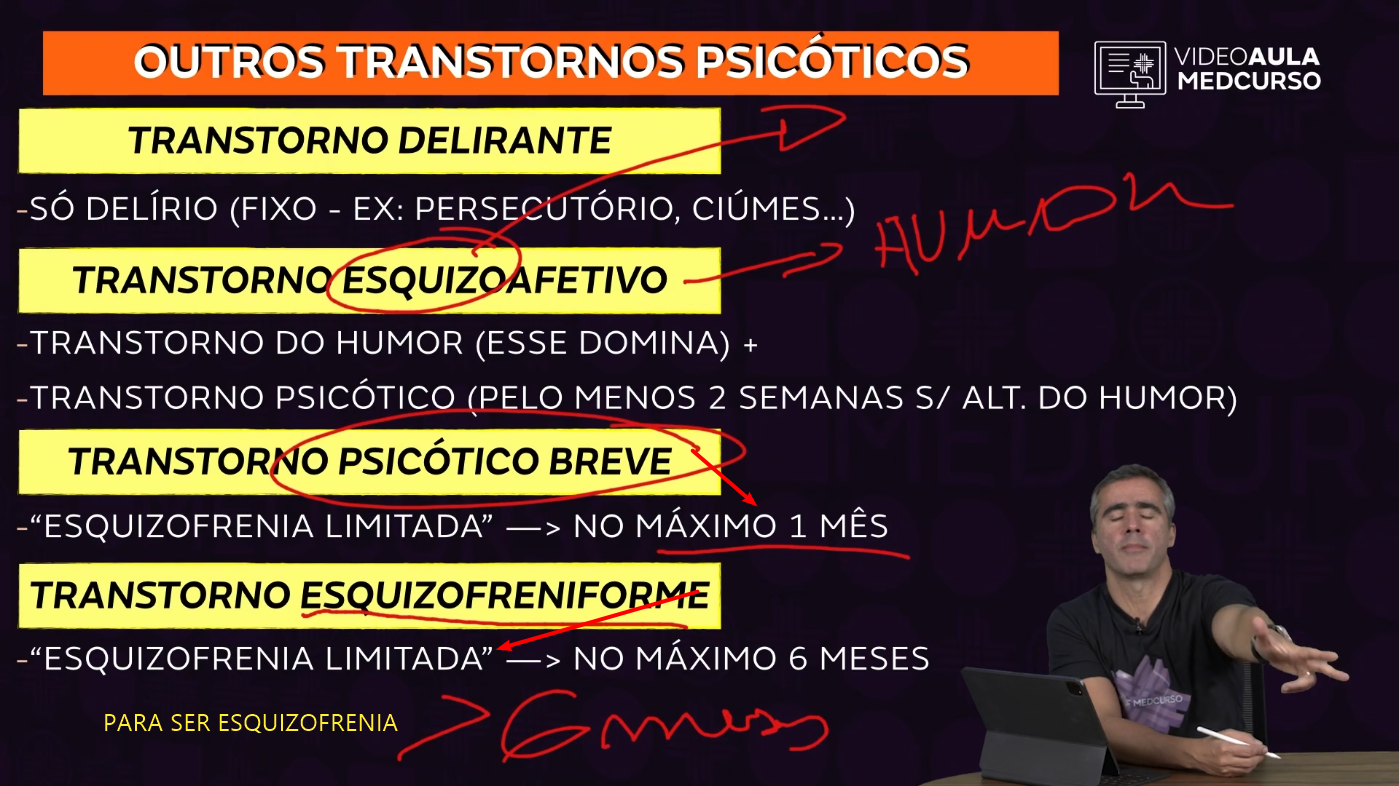 OUTROS TRANSTORNOS PSICÓTICOS
VIDEOAULA
MEDCURSO
TRANSTORNO DELIRANTE
-SÓ DELÍRIO (FIXO - EX: PERSECUTÓRIO, CIÚMES...)
HUMOR
TRANSTORNO ESQUIZOAFETIVO
-TRANSTORNO DO HUMOR (ESSE DOMINA) +
-TRANSTORNO PSICÓTICO (PELO MENOS 2 SEMANAS S/ ALT. DO HUMOR)
TRANSTORNO PSICÓTICO BREVE
-“ESQUIZOFRENIA LIMITADA” —> NO MÁXIMO 1 MÊS
TRANSTORNO ESQUIZOFRENIFORME
-“ESQUIZOFRENIA LIMITADA” —> NO MÁXIMO 6 MESES
PARA SER ESQUIZOFRENIA > 6 meses
MEDCURSO